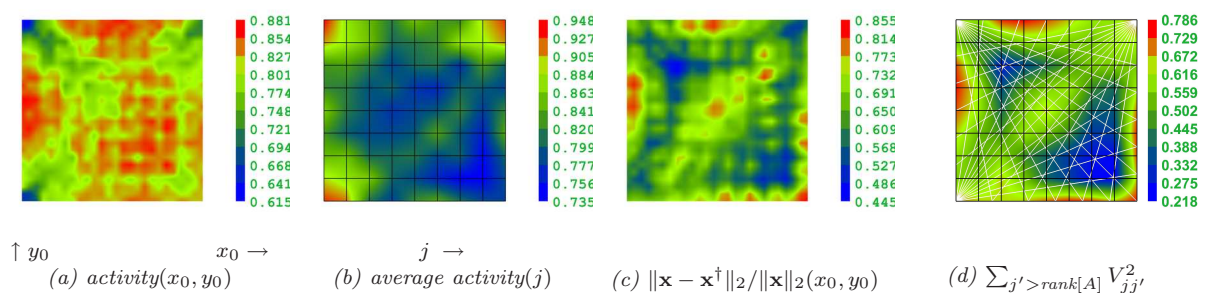 0.881 0.948 0.855 0.786
0.854 0.927 0.814 0.729
0.827 0.905 0.773 0.672
0.801 0.884 0.732 0.616
0.774 0.863 0.691 0.559
0.748 0.841 0.650 0.502
0.721 0.820 0.609 0.445
0.694 0.799 0.568 0.388
0.668 0.777 0.527 0.332
0.641 0.756 0.486 0.275
0.615 0.735 0.445 0.218
↑ y₀ x₀ → j →
(a) activity(x₀, y₀) (b) average activity(j) (c) ‖x − x†‖₂/‖x‖₂(x₀, y₀) (d) ∑_{j′>rank[A]} V²_{jj′}